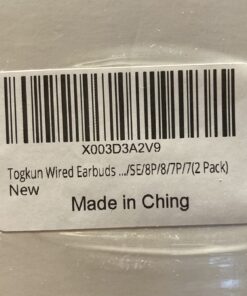 X003D3A2V9
Togkun Wired Earbuds .../SE/8P/8/7P/7(2 Pack)
New
Made in Ching